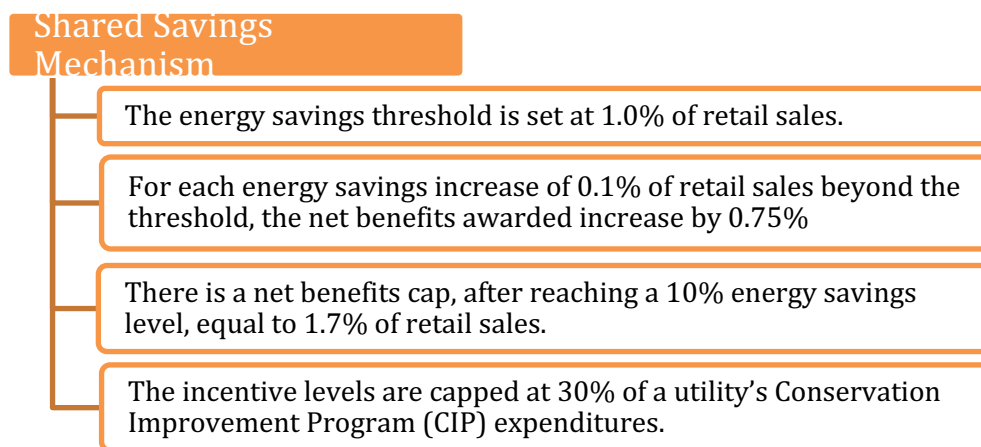 Shared Savings
Mechanism
The energy savings threshold is set at 1.0% of retail sales.
For each energy savings increase of 0.1% of retail sales beyond the
threshold, the net benefits awarded increase by 0.75%
There is a net benefits cap, after reaching a 10% energy savings
level, equal to 1.7% of retail sales.
The incentive levels are capped at 30% of a utility's Conservation
Improvement Program (CIP) expenditures.